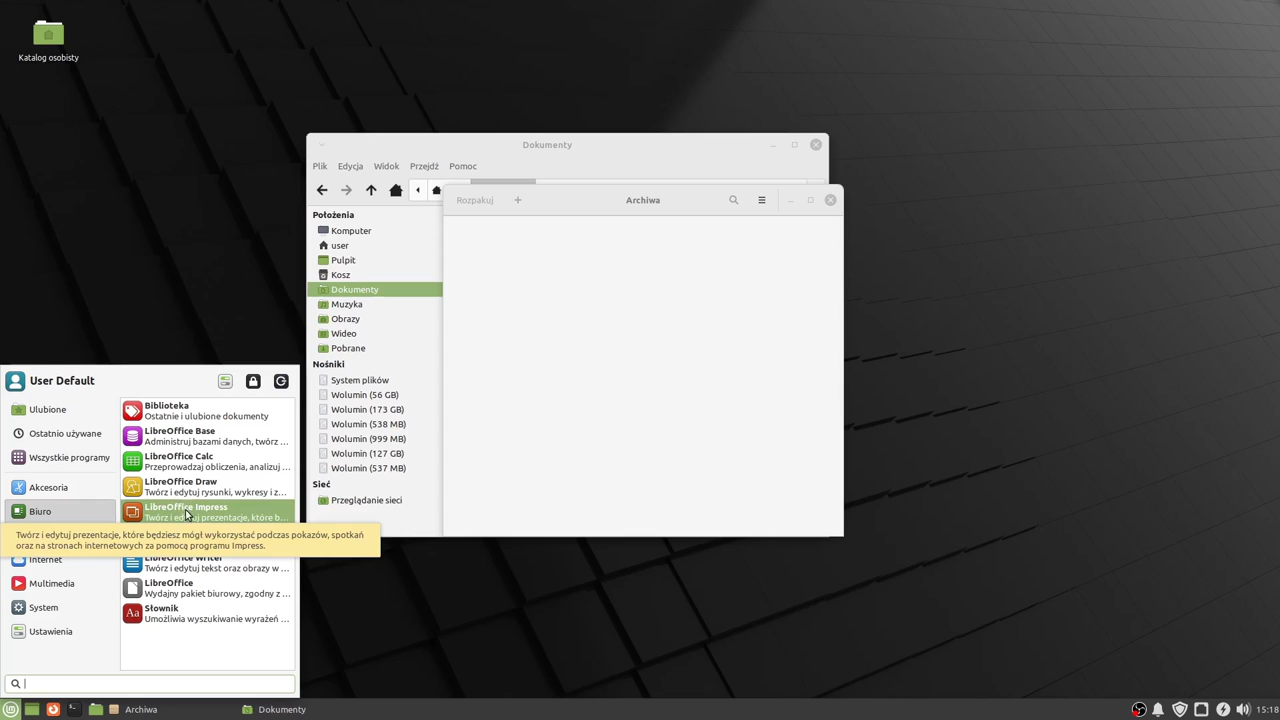 Katalog osobisty
Dokumenty
Plik Edycja Widok Przejdź Pomoc
Rozpakuj Archiwa
Położenia
Komputer
user
Pulpit
Kosz
Dokumenty
Muzyka
Obrazy
Wideo
Pobrane
Nośniki
System plików
Wolumin (56 GB)
Wolumin (173 GB)
Wolumin (538 MB)
Wolumin (999 MB)
Wolumin (127 GB)
Wolumin (537 MB)
Sieć
Przeglądanie sieci
User Default
Ulubione
Ostatnio używane
Wszystkie programy
Akcesoria
Biuro
Internet
Multimedia
System
Ustawienia
Biblioteka
Ostatnie i ulubione dokumenty
LibreOffice Base
Administruj bazami danych, twórz ...
LibreOffice Calc
Przeprowadzaj obliczenia, analizuj ...
LibreOffice Draw
Twórz i edytuj rysunki, wykresy i z...
LibreOffice Impress
Twórz i edytuj prezentacje, które b...
Twórz i edytuj prezentacje, które będziesz mógł wykorzystać podczas pokazów, spotkań
oraz na stronach internetowych za pomocą programu Impress.
LibreOffice Writer
Twórz i edytuj tekst oraz obrazy w ...
LibreOffice
Wydajny pakiet biurowy, zgodny z ...
Aa
Słownik
Umożliwia wyszukiwanie wyrażeń ...
Archiwa Dokumenty 15:18